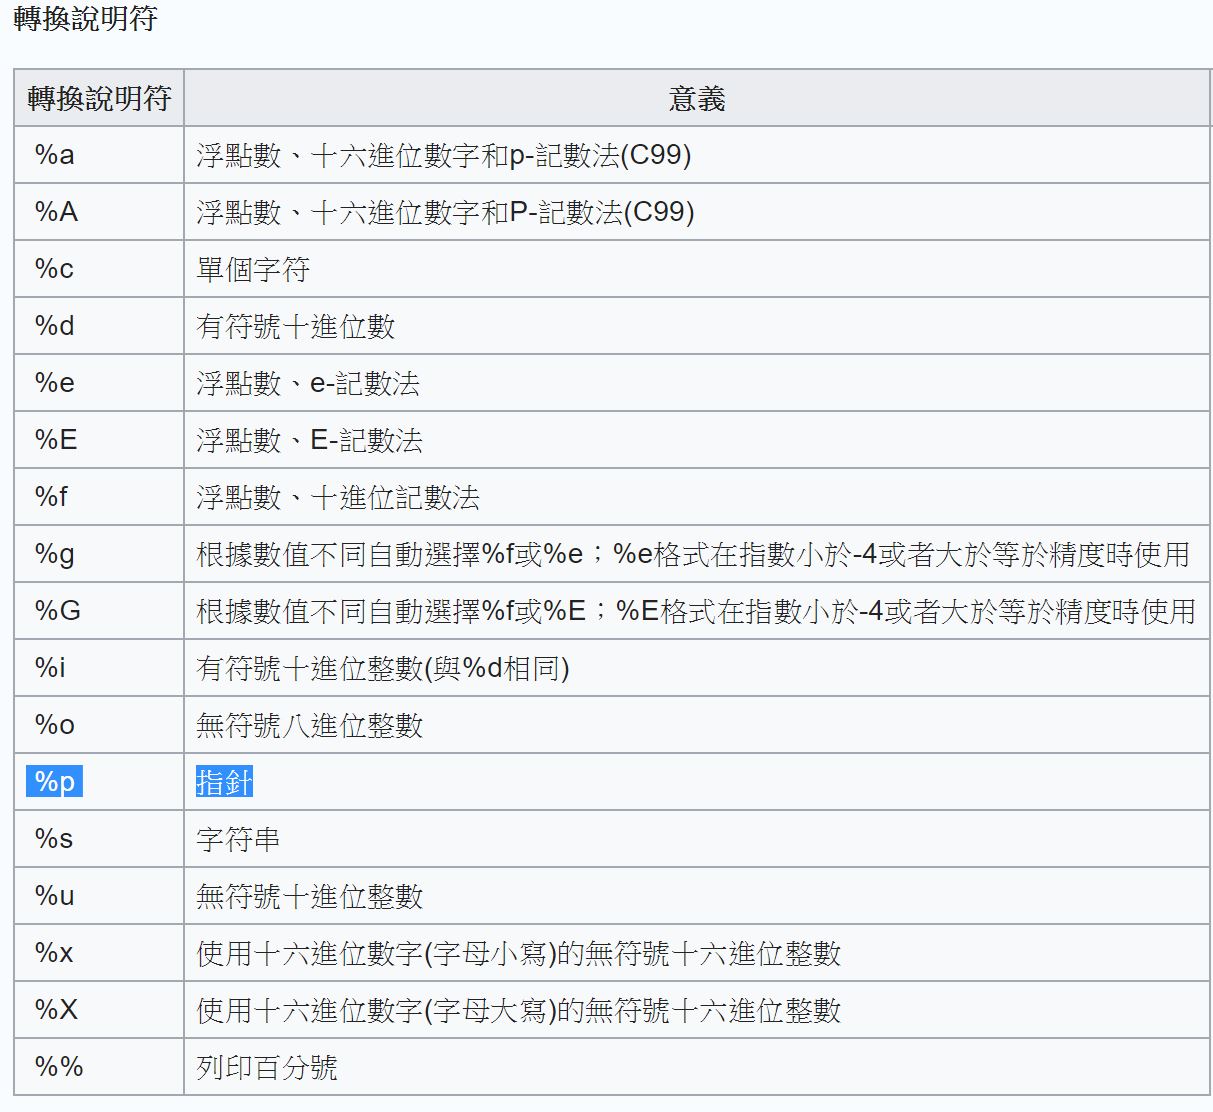 轉換說明符
轉換說明符 意義
%a 浮點數、十六進位數字和p-記數法(C99)
%A 浮點數、十六進位數字和P-記數法(C99)
%c 單個字符
%d 有符號十進位數
%e 浮點數、e-記數法
%E 浮點數、E-記數法
%f 浮點數、十進位記數法
%g 根據數值不同自動選擇%f或%e；%e格式在指數小於-4或者大於等於精度時使用
%G 根據數值不同自動選擇%f或%E；%E格式在指數小於-4或者大於等於精度時使用
%i 有符號十進位整數(與%d相同)
%o 無符號八進位整數
%p 指針
%s 字符串
%u 無符號十進位整數
%x 使用十六進位數字(字母小寫)的無符號十六進位整數
%X 使用十六進位數字(字母大寫)的無符號十六進位整數
%% 列印百分號